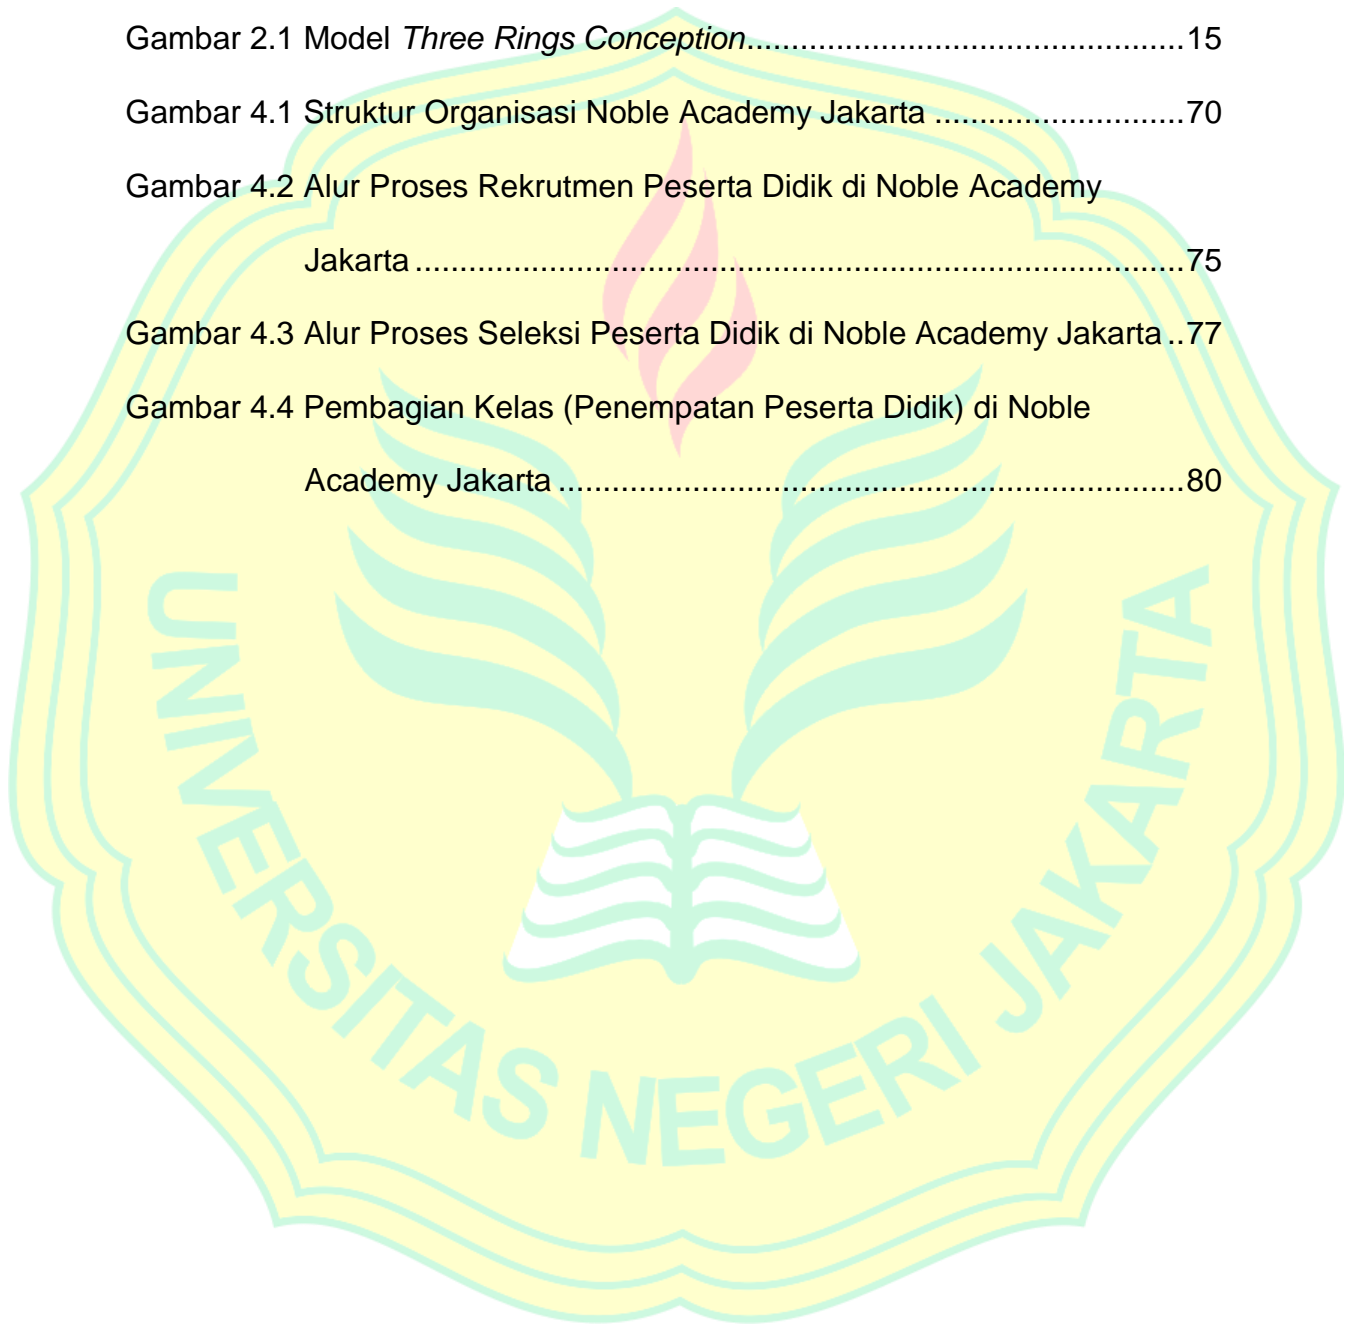 Gambar 2.1 Model Three Rings Conception.................................................15
Gambar 4.1 Struktur Organisasi Noble Academy Jakarta ............................70
Gambar 4.2 Alur Proses Rekrutmen Peserta Didik di Noble Academy
Jakarta......................................................................................75
Gambar 4.3 Alur Proses Seleksi Peserta Didik di Noble Academy Jakarta..77
Gambar 4.4 Pembagian Kelas (Penempatan Peserta Didik) di Noble
Academy Jakarta......................................................................80
UNIVERSITAS NEGERI JAKARTA